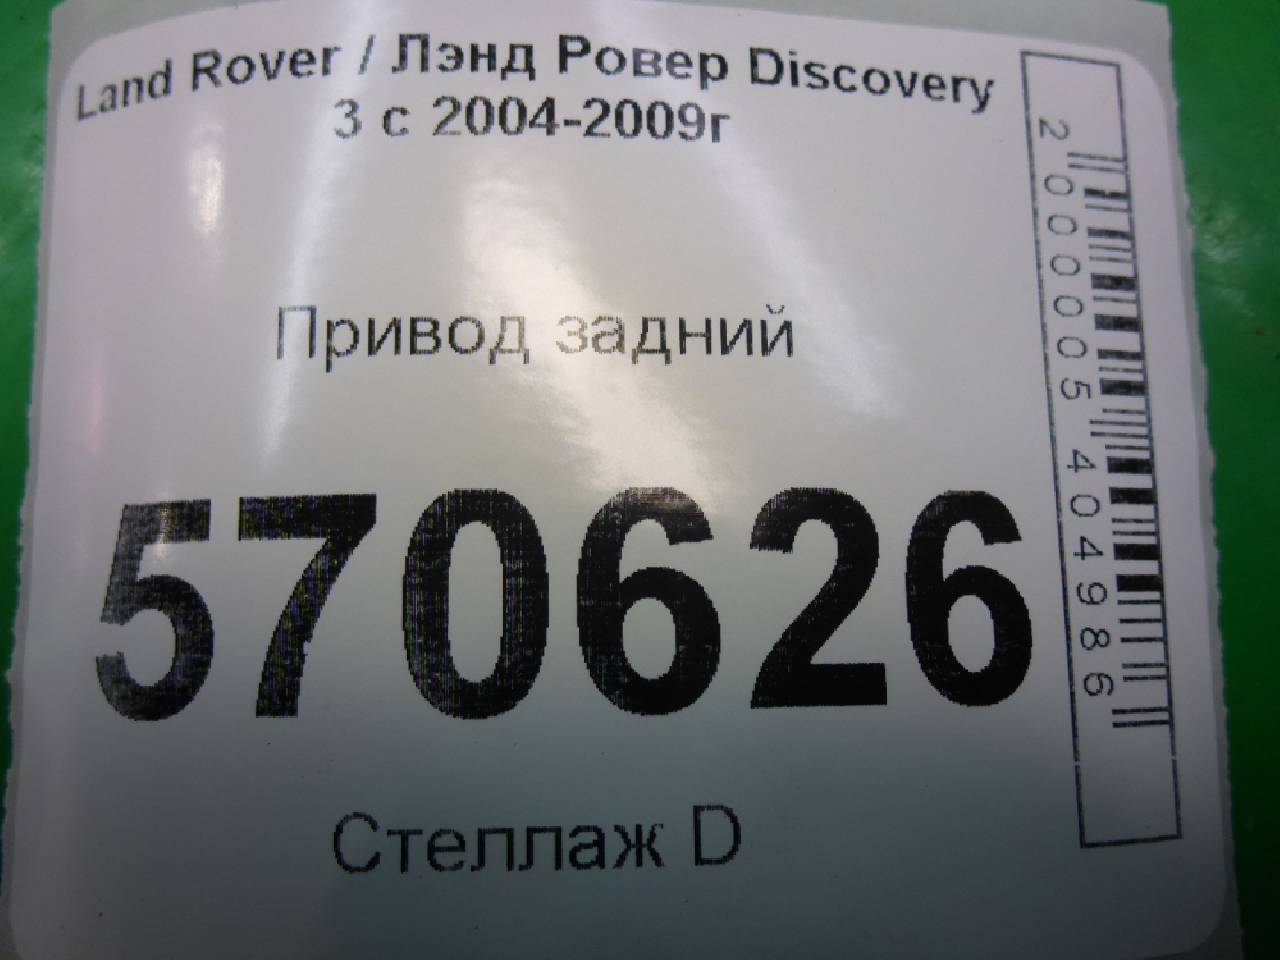 Land Rover / Лэнд Ровер Discovery
3 с 2004-2009г
Привод задний
570626
Стеллаж D
2000005404986